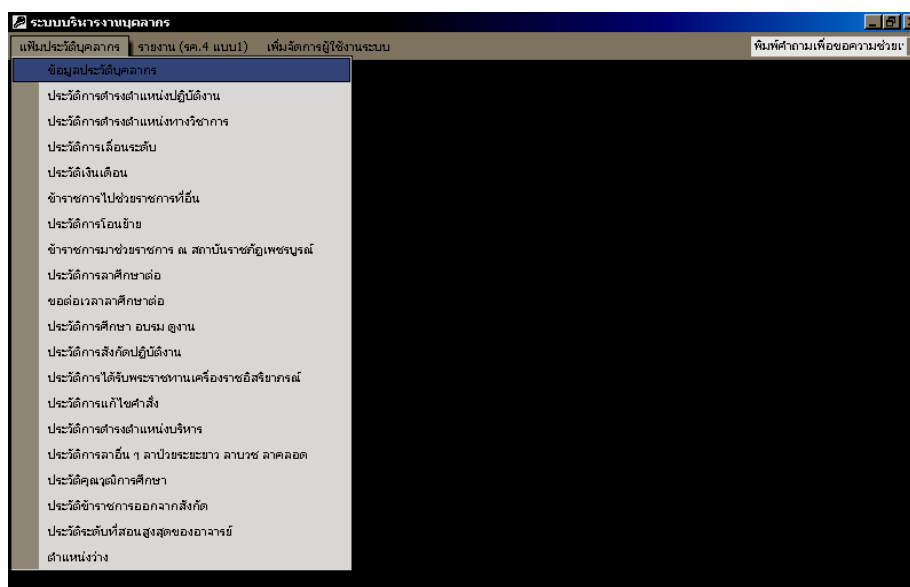 ระบบบริหารงานบุคลากร
แฟ้มประวัติบุคลากร รายงาน (รค.4 แบบ1) เพิ่มจัดการผู้ใช้งานระบบ พิมพ์คำถามเพื่อขอความช่วย
ข้อมูลประวัติบุคลากร
ประวัติการดำรงตำแหน่งปฏิบัติงาน
ประวัติการดำรงตำแหน่งทางวิชาการ
ประวัติการเลื่อนระดับ
ประวัติเงินเดือน
ข้าราชการไปช่วยราชการที่อื่น
ประวัติการโอนย้าย
ข้าราชการมาช่วยราชการ ณ สถาบันราชภัฏเพชรบูรณ์
ประวัติการลาศึกษาต่อ
ขอต่อเวลาลาศึกษาต่อ
ประวัติการศึกษา อบรม ดูงาน
ประวัติการสังกัดปฏิบัติงาน
ประวัติการได้รับพระราชทานเครื่องราชอิสริยาภรณ์
ประวัติการแก้ไขคำสั่ง
ประวัติการดำรงตำแหน่งบริหาร
ประวัติการลาอื่น ๆ ลาป่วยระยะยาว ลาบวช ลาคลอด
ประวัติคุณวุฒิการศึกษา
ประวัติข้าราชการออกจากสังกัด
ประวัติระดับที่สอนสูงสุดของอาจารย์
ตำแหน่งว่าง